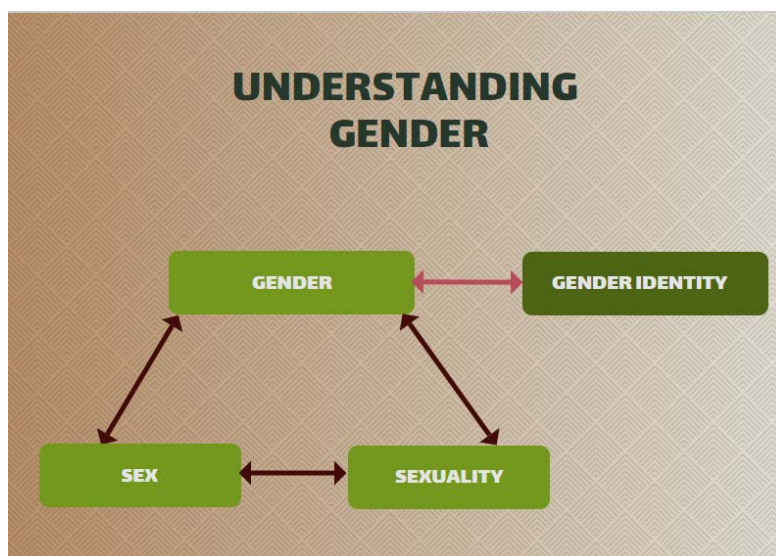 UNDERSTANDING
GENDER
GENDER
GENDER IDENTITY
SEX
SEXUALITY